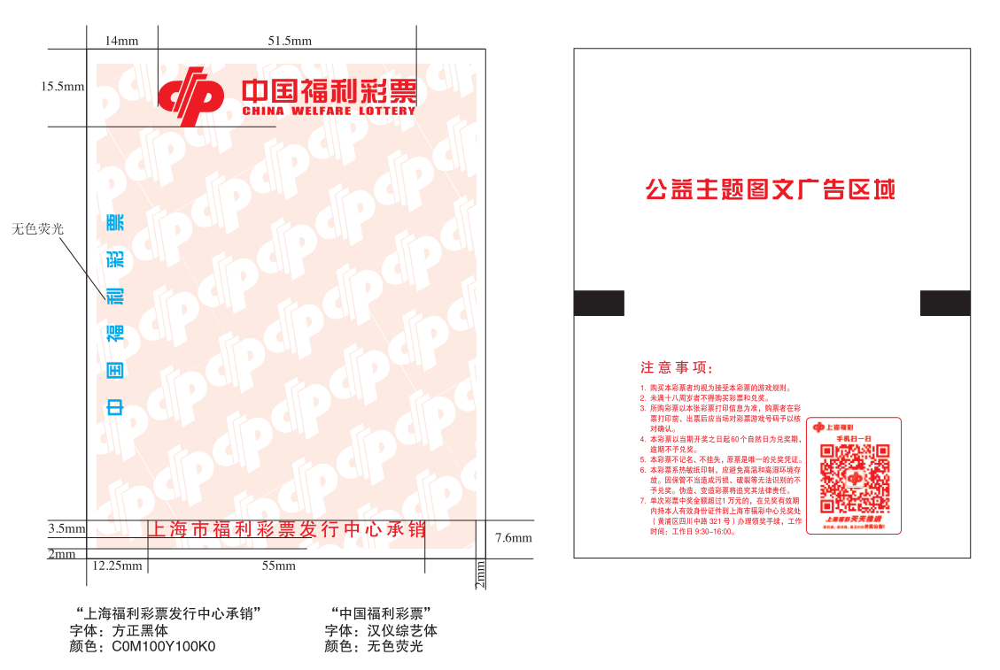 14mm
51.5mm
15.5mm
中国福利彩票
CHINA WELFARE LOTTERY
无色荧光
中国福利彩票
上海市福利彩票发行中心承销
3.5mm
2mm
12.25mm
55mm
7.6mm
2mm
“上海福利彩票发行中心承销”
字体：方正黑体
颜色：C0M100Y100K0
“中国福利彩票”
字体：汉仪综艺体
颜色：无色荧光
公益主题图文广告区域
注意事项：
1. 购买本彩票者均视为接受本彩票的游戏规则。
2. 未满十八周岁者不得购买彩票和兑奖。
3. 所购彩票以本张彩票打印信息为准，购票者在彩
票打印前、出票后应当场对彩票游戏号码予以核
对确认。
4. 本彩票以当期开奖之日起60个自然日为兑奖期，
逾期不予兑奖。
5. 本彩票不记名、不挂失，原票是唯一的兑奖凭证。
6. 本彩票系热敏纸印制，应避免高温和高湿环境存
放。因保管不当造成污损、破裂等无法识别的不
予兑奖。伪造、变造彩票将追究其法律责任。
7. 单次彩票中奖金额超过1万元的，在兑奖有效期
内持本人有效身份证件到上海市福彩中心兑奖处
（黄浦区四川中路 321 号）办理领奖手续，工作
时间：工作日 9:30-16:00。
上海福彩
手机扫一扫